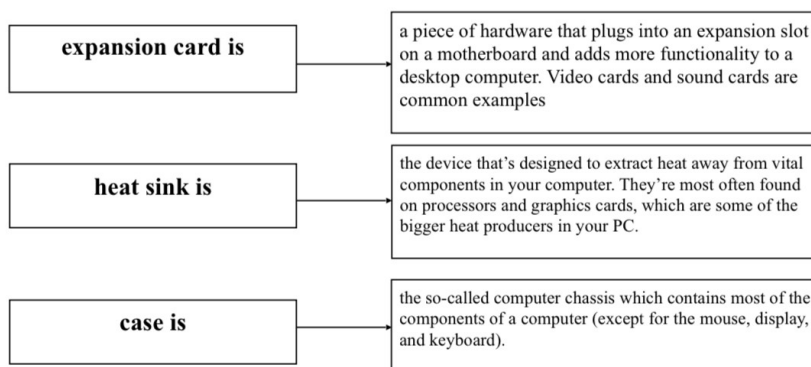 expansion card is
a piece of hardware that plugs into an expansion slot
on a motherboard and adds more functionality to a
desktop computer. Video cards and sound cards are
common examples
heat sink is
the device that’s designed to extract heat away from vital
components in your computer. They’re most often found
on processors and graphics cards, which are some of the
bigger heat producers in your PC.
case is
the so-called computer chassis which contains most of the
components of a computer (except for the mouse, display,
and keyboard).